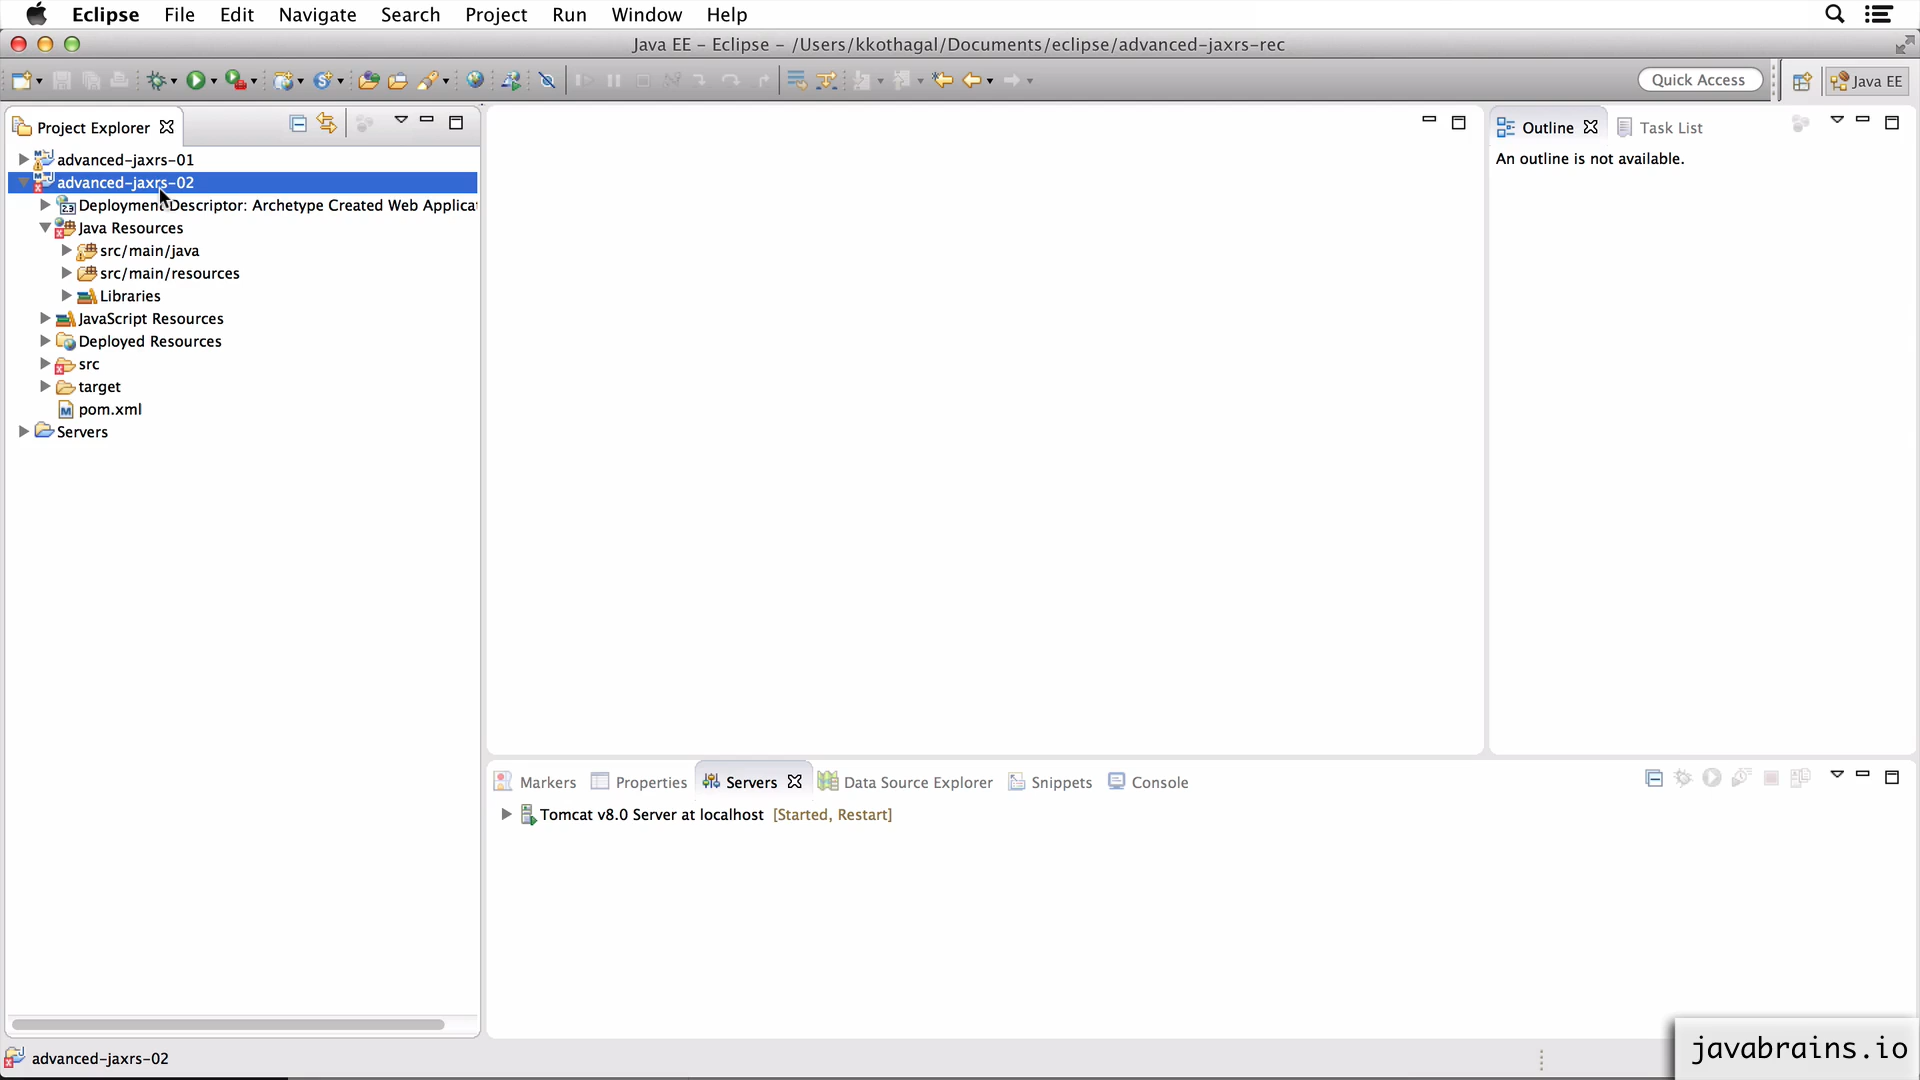 Eclipse File Edit Navigate Search Project Run Window Help
Java EE – Eclipse – /Users/kkothagal/Documents/eclipse/advanced-jaxrs-rec
Quick Access
Java EE
Project Explorer
advanced-jaxrs-01
advanced-jaxrs-02
Deployment Descriptor: Archetype Created Web Applica
Java Resources
src/main/java
src/main/resources
Libraries
JavaScript Resources
Deployed Resources
src
target
pom.xml
Servers
Outline Task List
An outline is not available.
Markers Properties Servers Data Source Explorer Snippets Console
Tomcat v8.0 Server at localhost [Started, Restart]
advanced-jaxrs-02
javabrains.io